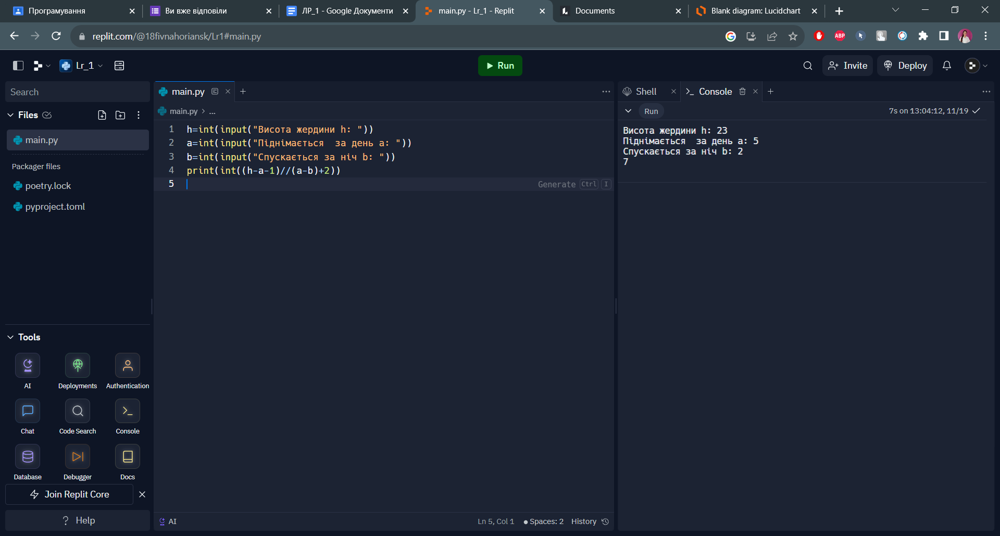 Програмування
Ви вже відповіли
ЛР_1 - Google Документи
main.py - Lr_1 - Replit
Documents
Blank diagram: Lucidchart
replit.com/@18fivnahoriansk/Lr1#main.py
ABP
Lr_1
Run
Invite
Deploy
Search
Files
main.py
Packager files
poetry.lock
pyproject.toml
Tools
AI
Deployments
Authentication
Chat
Code Search
Console
Database
Debugger
Docs
Join Replit Core
? Help
main.py
main.py > ...
1 h=int(input("Висота жердини h: "))
2 a=int(input("Піднімається  за день a: "))
3 b=int(input("Спускається за ніч b: "))
4 print(int((h-a-1)//(a-b)+2))
5
Generate Ctrl I
AI
Ln 5, Col 1
Spaces: 2
History
Shell
Console
Run
7s on 13:04:12, 11/19
Висота жердини h: 23
Піднімається  за день a: 5
Спускається за ніч b: 2
7